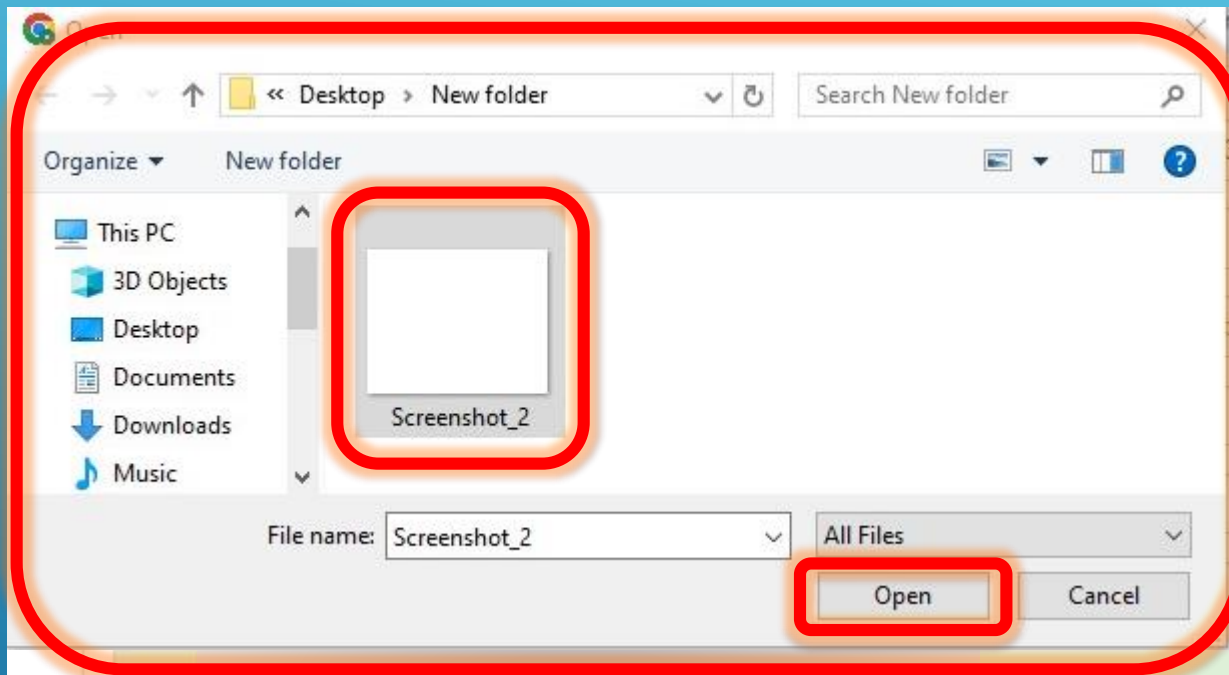 Open
« Desktop › New folder
Search New folder
Organize
New folder
This PC
3D Objects
Desktop
Documents
Downloads
Music
Screenshot_2
File name:
Screenshot_2
All Files
Open
Cancel